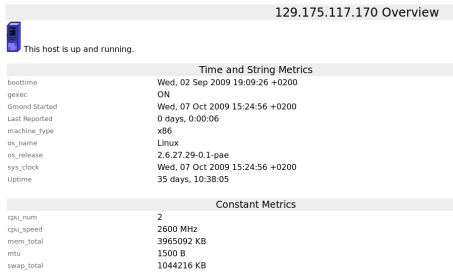 129.175.117.170 Overview
This host is up and running.
Time and String Metrics
boottime Wed, 02 Sep 2009 19:09:26 +0200
gexec ON
Gmond Started Wed, 07 Oct 2009 15:24:56 +0200
Last Reported 0 days, 0:00:06
machine_type x86
os_name Linux
os_release 2.6.27.29-0.1-pae
sys_clock Wed, 07 Oct 2009 15:24:56 +0200
Uptime 35 days, 10:38:05
Constant Metrics
cpu_num 2
cpu_speed 2600 MHz
mem_total 3965092 KB
mtu 1500 B
swap_total 1044216 KB